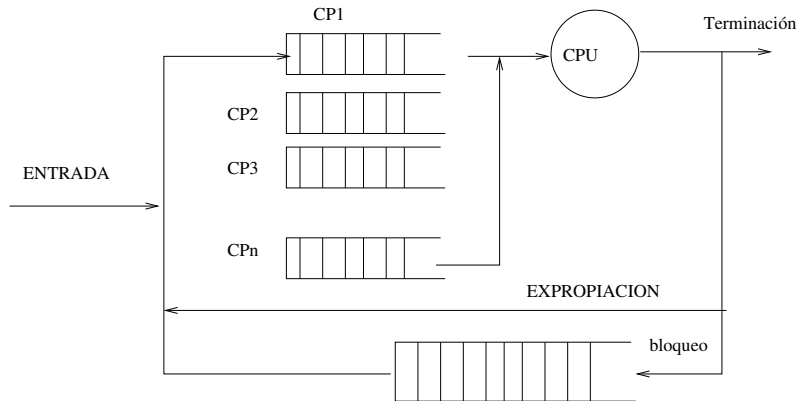 CP1
Terminación
CPU
CP2
CP3
ENTRADA
CPn
EXPROPIACION
bloqueo